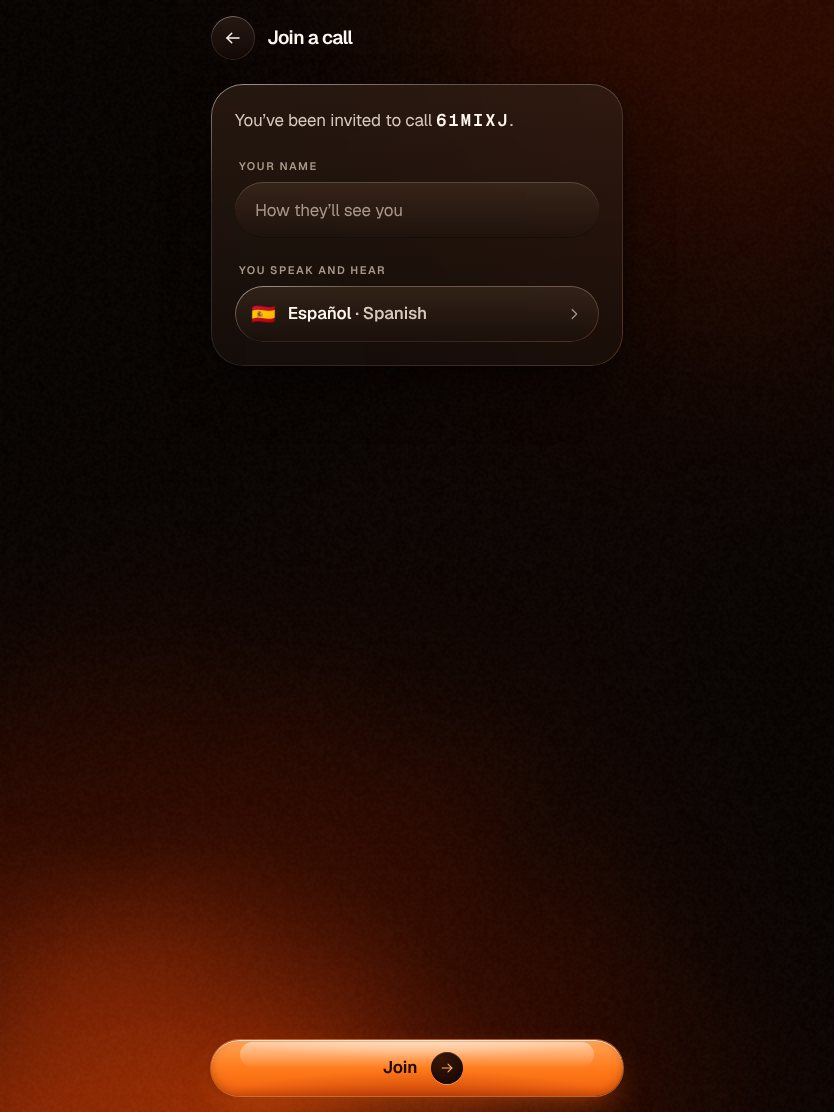 Join a call
You’ve been invited to call 61MIXJ.
YOUR NAME
How they’ll see you
YOU SPEAK AND HEAR
Español · Spanish
Join